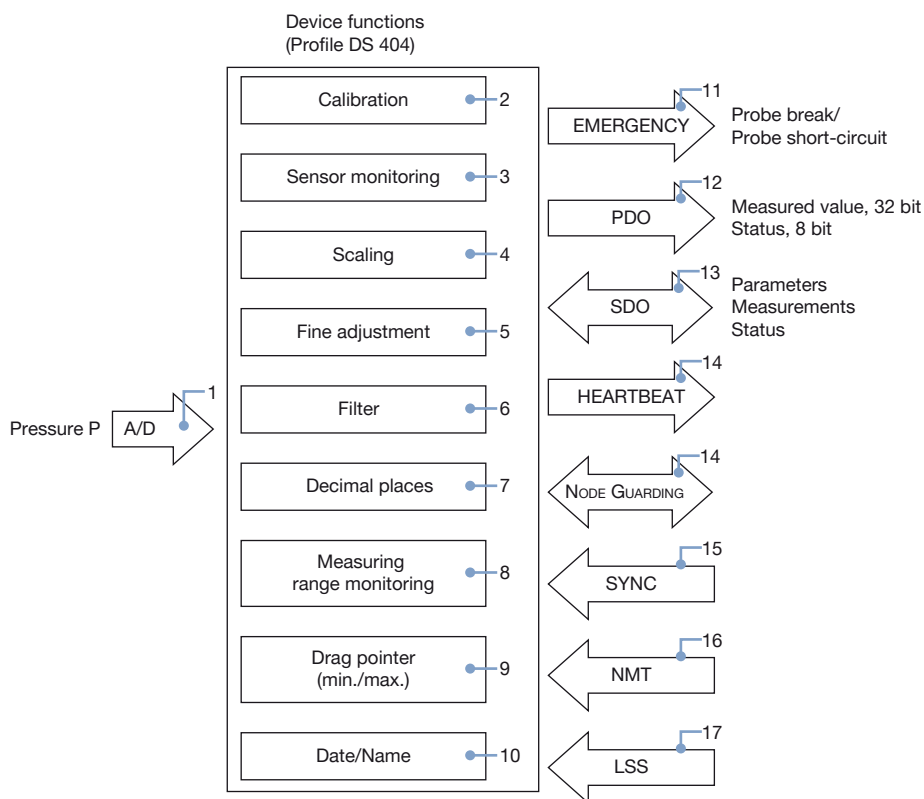 Device functions
(Profile DS 404)
Calibration
2
Sensor monitoring
3
Scaling
4
Fine adjustment
5
Filter
6
Decimal places
7
Measuring
range monitoring
8
Drag pointer
(min./max.)
9
Date/Name
10
Pressure P
A/D
1
11
EMERGENCY
Probe break/
Probe short-circuit
12
PDO
Measured value, 32 bit
Status, 8 bit
13
SDO
Parameters
Measurements
Status
14
HEARTBEAT
14
NODE GUARDING
15
SYNC
16
NMT
17
LSS